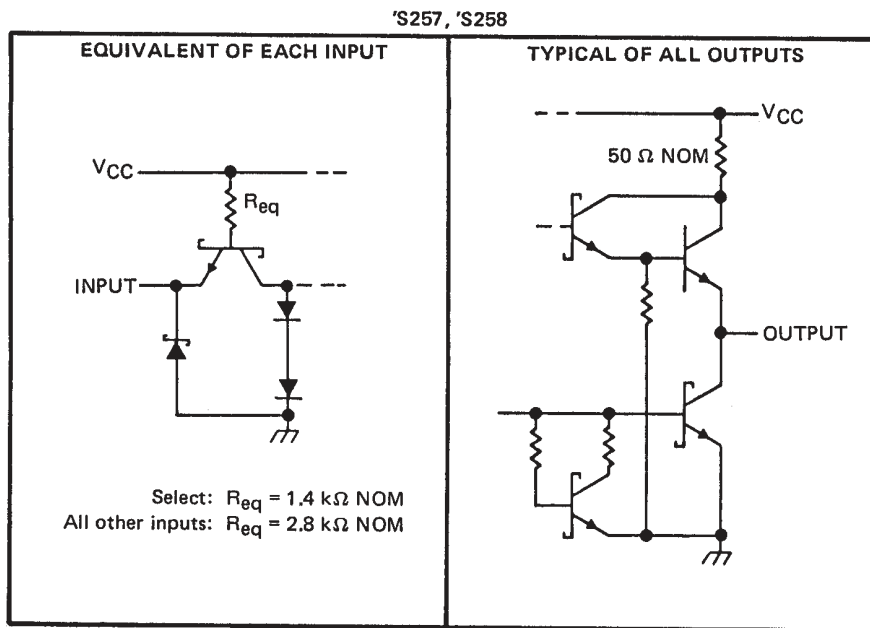 'S257, 'S258
EQUIVALENT OF EACH INPUT
VCC
Req
INPUT
Select: Req = 1.4 kΩ NOM
All other inputs: Req = 2.8 kΩ NOM
TYPICAL OF ALL OUTPUTS
VCC
50 Ω NOM
OUTPUT